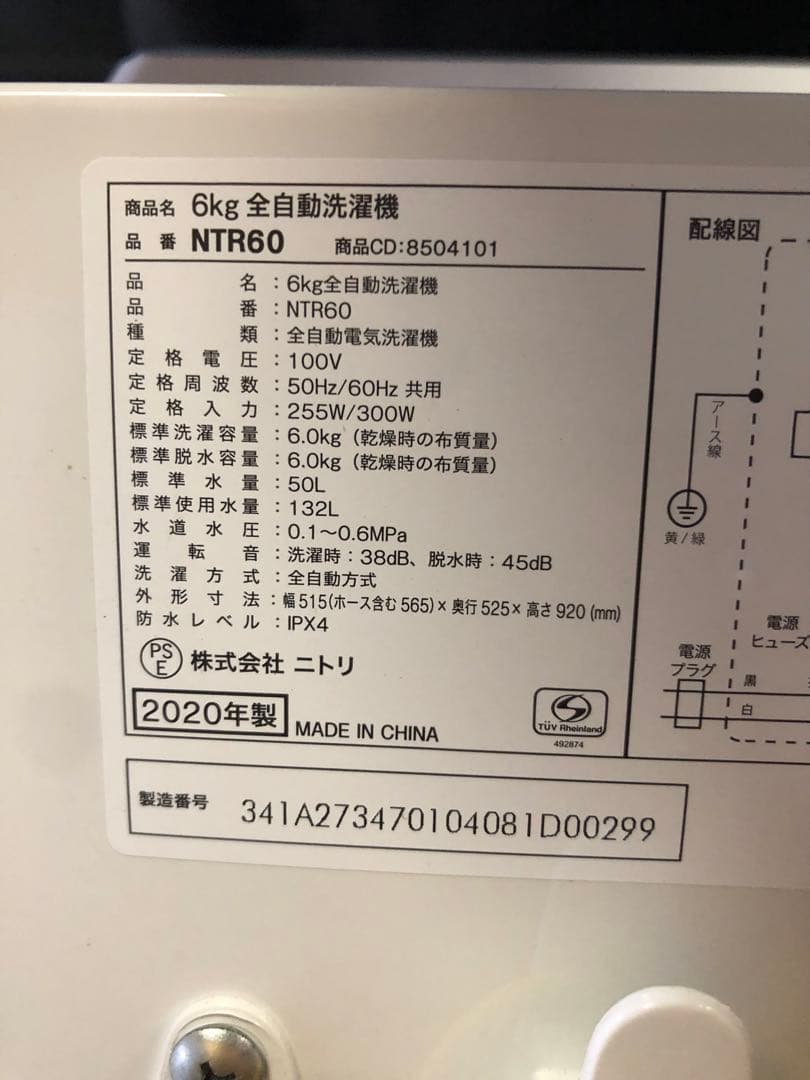 商品名 6kg 全自動洗濯機
品番 NTR60 商品CD:8504101
品名:6kg全自動洗濯機
品番:NTR60
種類:全自動電気洗濯機
定格電圧:100V
定格周波数:50Hz/60Hz 共用
定格入力:255W/300W
標準洗濯容量:6.0kg（乾燥時の布質量）
標準脱水容量:6.0kg（乾燥時の布質量）
標準水量:50L
標準使用水量:132L
水道水圧:0.1～0.6MPa
運転音:洗濯時：38dB、脱水時：45dB
洗濯方式:全自動方式
外形寸法:幅515(ホース含む565)×奥行525×高さ920 (mm)
防水レベル:IPX4
PSE 株式会社 ニトリ
2020年製 MADE IN CHINA
TÜV Rheinland
492874
製造番号 341A273470104081D00299
配線図
アース線
黄/緑
電源
ヒューズ
電源
プラグ
黒
白